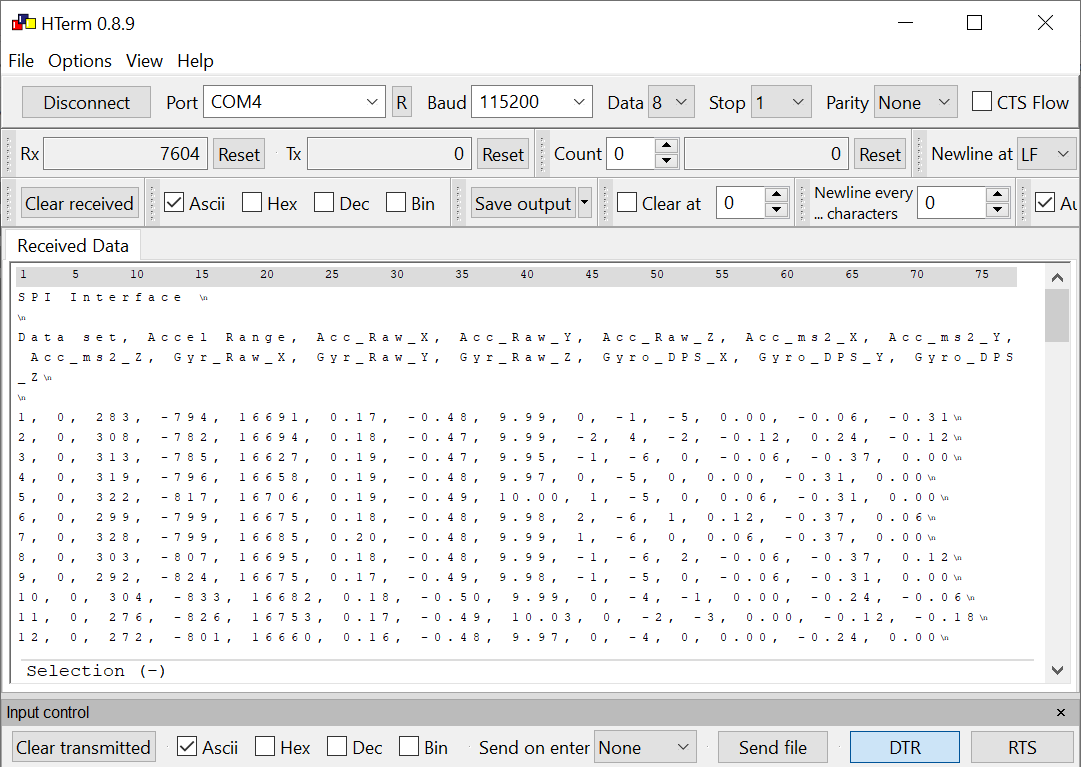 HTerm 0.8.9
File Options View Help
Disconnect Port COM4 R Baud 115200 Data 8 Stop 1 Parity None CTS Flow
Rx 7604 Reset Tx 0 Reset Count 0 0 Reset Newline at LF
Clear received Ascii Hex Dec Bin Save output Clear at 0 Newline every ... characters 0 Au
Received Data
1 5 10 15 20 25 30 35 40 45 50 55 60 65 70 75
SPI Interface \n
\n
Data set, Accel Range, Acc_Raw_X, Acc_Raw_Y, Acc_Raw_Z, Acc_ms2_X, Acc_ms2_Y,
Acc_ms2_Z, Gyr_Raw_X, Gyr_Raw_Y, Gyr_Raw_Z, Gyro_DPS_X, Gyro_DPS_Y, Gyro_DPS
_Z\n
\n
1, 0, 283, -794, 16691, 0.17, -0.48, 9.99, 0, -1, -5, 0.00, -0.06, -0.31\n
2, 0, 308, -782, 16694, 0.18, -0.47, 9.99, -2, 4, -2, -0.12, 0.24, -0.12\n
3, 0, 313, -785, 16627, 0.19, -0.47, 9.95, -1, -6, 0, -0.06, -0.37, 0.00\n
4, 0, 319, -796, 16658, 0.19, -0.48, 9.97, 0, -5, 0, 0.00, -0.31, 0.00\n
5, 0, 322, -817, 16706, 0.19, -0.49, 10.00, 1, -5, 0, 0.06, -0.31, 0.00\n
6, 0, 299, -799, 16675, 0.18, -0.48, 9.98, 2, -6, 1, 0.12, -0.37, 0.06\n
7, 0, 328, -799, 16685, 0.20, -0.48, 9.99, 1, -6, 0, 0.06, -0.37, 0.00\n
8, 0, 303, -807, 16695, 0.18, -0.48, 9.99, -1, -6, 2, -0.06, -0.37, 0.12\n
9, 0, 292, -824, 16675, 0.17, -0.49, 9.98, -1, -5, 0, -0.06, -0.31, 0.00\n
10, 0, 304, -833, 16682, 0.18, -0.50, 9.99, 0, -4, -1, 0.00, -0.24, -0.06\n
11, 0, 276, -826, 16753, 0.17, -0.49, 10.03, 0, -2, -3, 0.00, -0.12, -0.18\n
12, 0, 272, -801, 16660, 0.16, -0.48, 9.97, 0, -4, 0, 0.00, -0.24, 0.00\n
Selection (-)
Input control
Clear transmitted Ascii Hex Dec Bin Send on enter None Send file DTR RTS